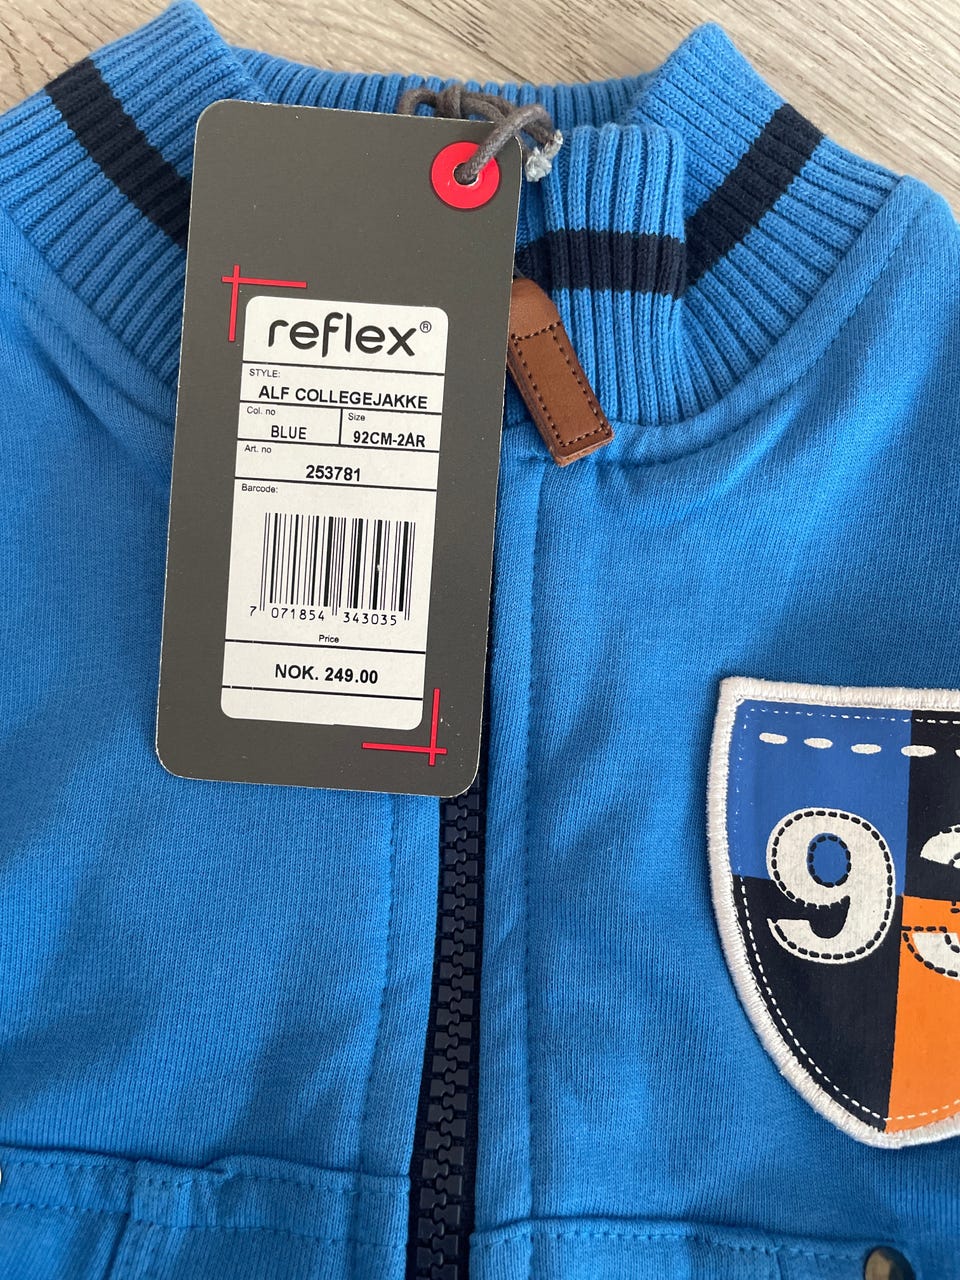 reflex®
STYLE:
ALF COLLEGEJAKKE
Col. no Size
BLUE 92CM-2ÅR
Art. no
253781
Barcode:
7 071854 343035
Price
NOK. 249.00
9